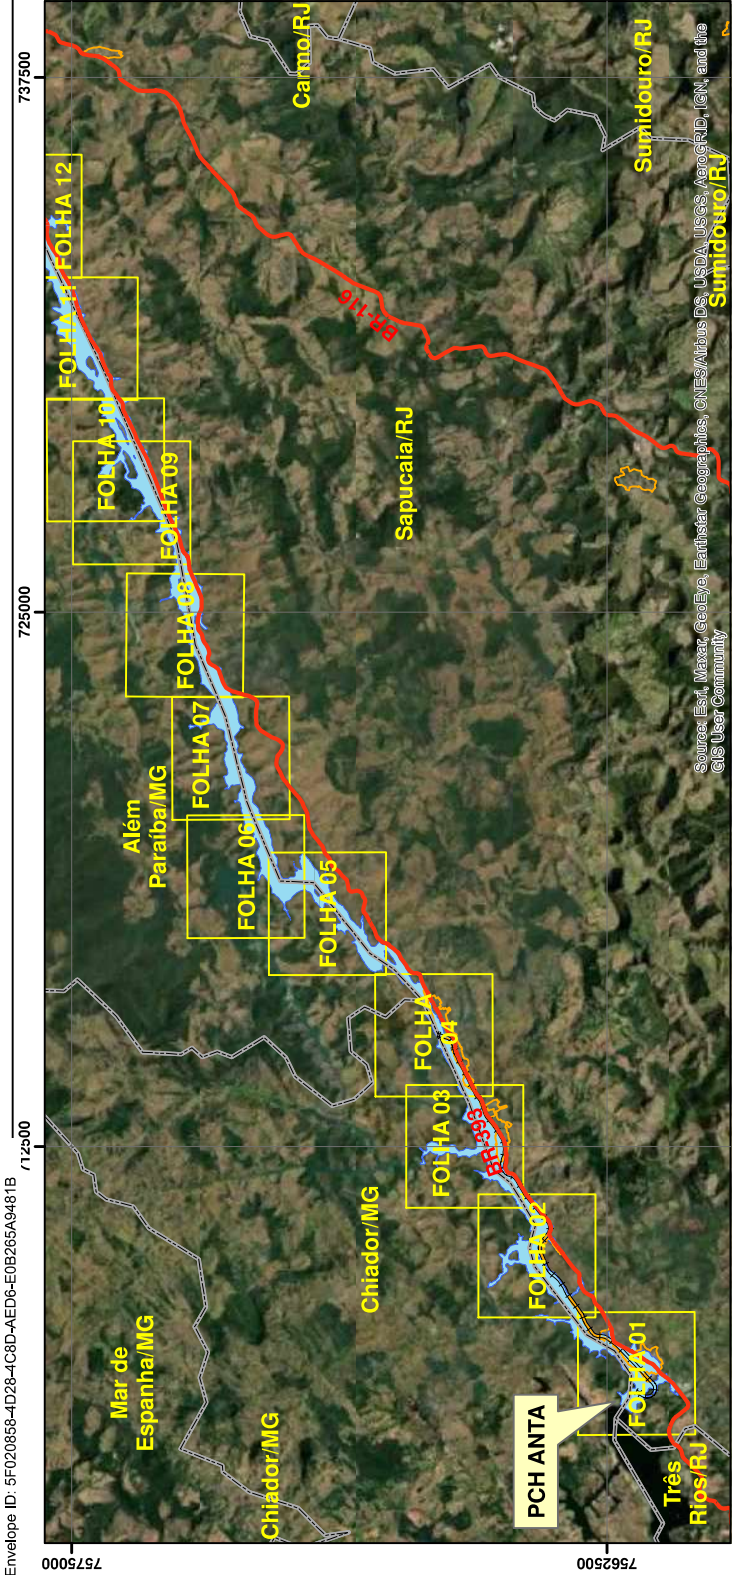 Envelope ID: 5F020858-4D28-4C8D-AED6-E0B265A9481B
712500
725000
737500
7575000
7562500
Mar de
Espanha/MG
Chiador/MG
Chiador/MG
Além
Paraíba/MG
Sapucaia/RJ
Carmo/RJ
Sumidouro/RJ
Sumidouro/RJ
Três
Rios/RJ
PCH ANTA
FOLHA 01
FOLHA 02
FOLHA 03
FOLHA
04
FOLHA 05
FOLHA 06
FOLHA 07
FOLHA 08
FOLHA 09
FOLHA 10
FOLHA 11
FOLHA 12
BR-393
BR-116
Source: Esri, Maxar, GeoEye, Earthstar Geographics, CNES/Airbus DS, USDA, USGS, AeroGRID, IGN, and the
GIS User Community